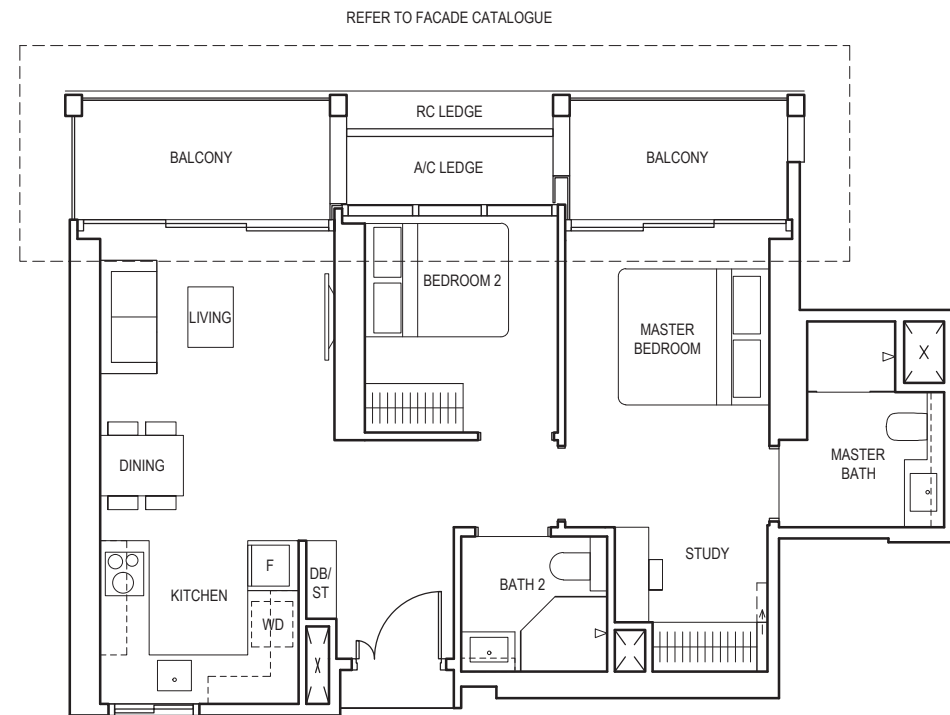 REFER TO FACADE CATALOGUE
RC LEDGE
BALCONY
A/C LEDGE
BALCONY
BEDROOM 2
LIVING
MASTER
BEDROOM
X
DINING
MASTER
BATH
F
DB/
ST
KITCHEN
WD
BATH 2
STUDY
X